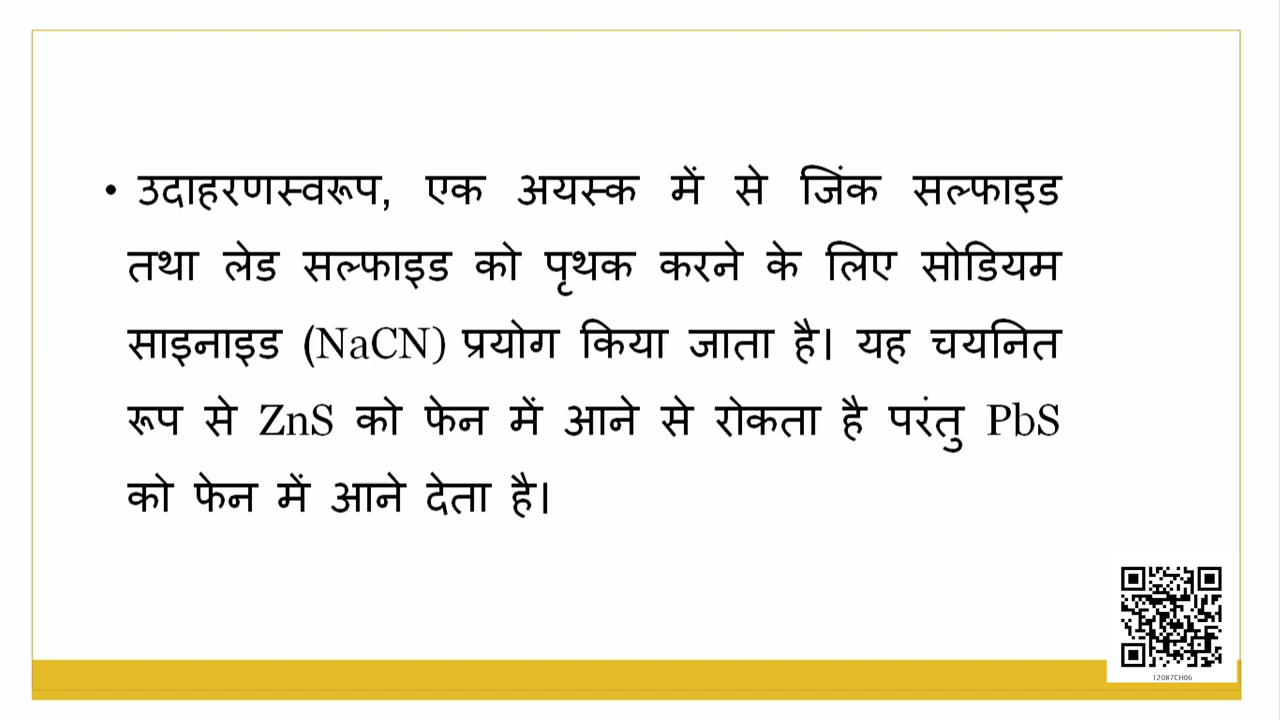 • उदाहरणस्वरूप, एक अयस्क में से जिंक सल्फाइड
तथा लेड सल्फाइड को पृथक करने के लिए सोडियम
साइनाइड (NaCN) प्रयोग किया जाता है। यह चयनित
रूप से ZnS को फेन में आने से रोकता है परंतु PbS
को फेन में आने देता है।
12087CH06